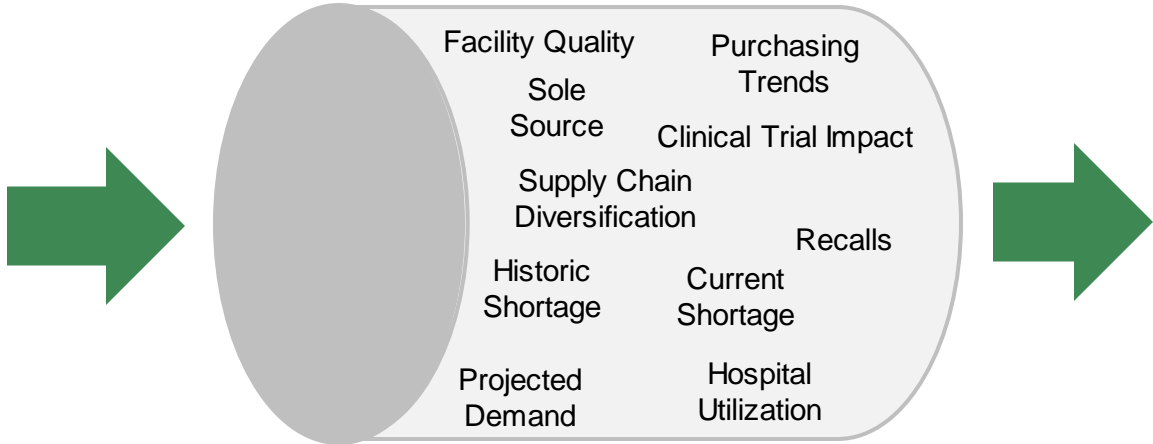 Facility Quality
Purchasing
Trends
Sole
Source
Clinical Trial Impact
Supply Chain
Diversification
Recalls
Historic
Shortage
Current
Shortage
Projected
Demand
Hospital
Utilization